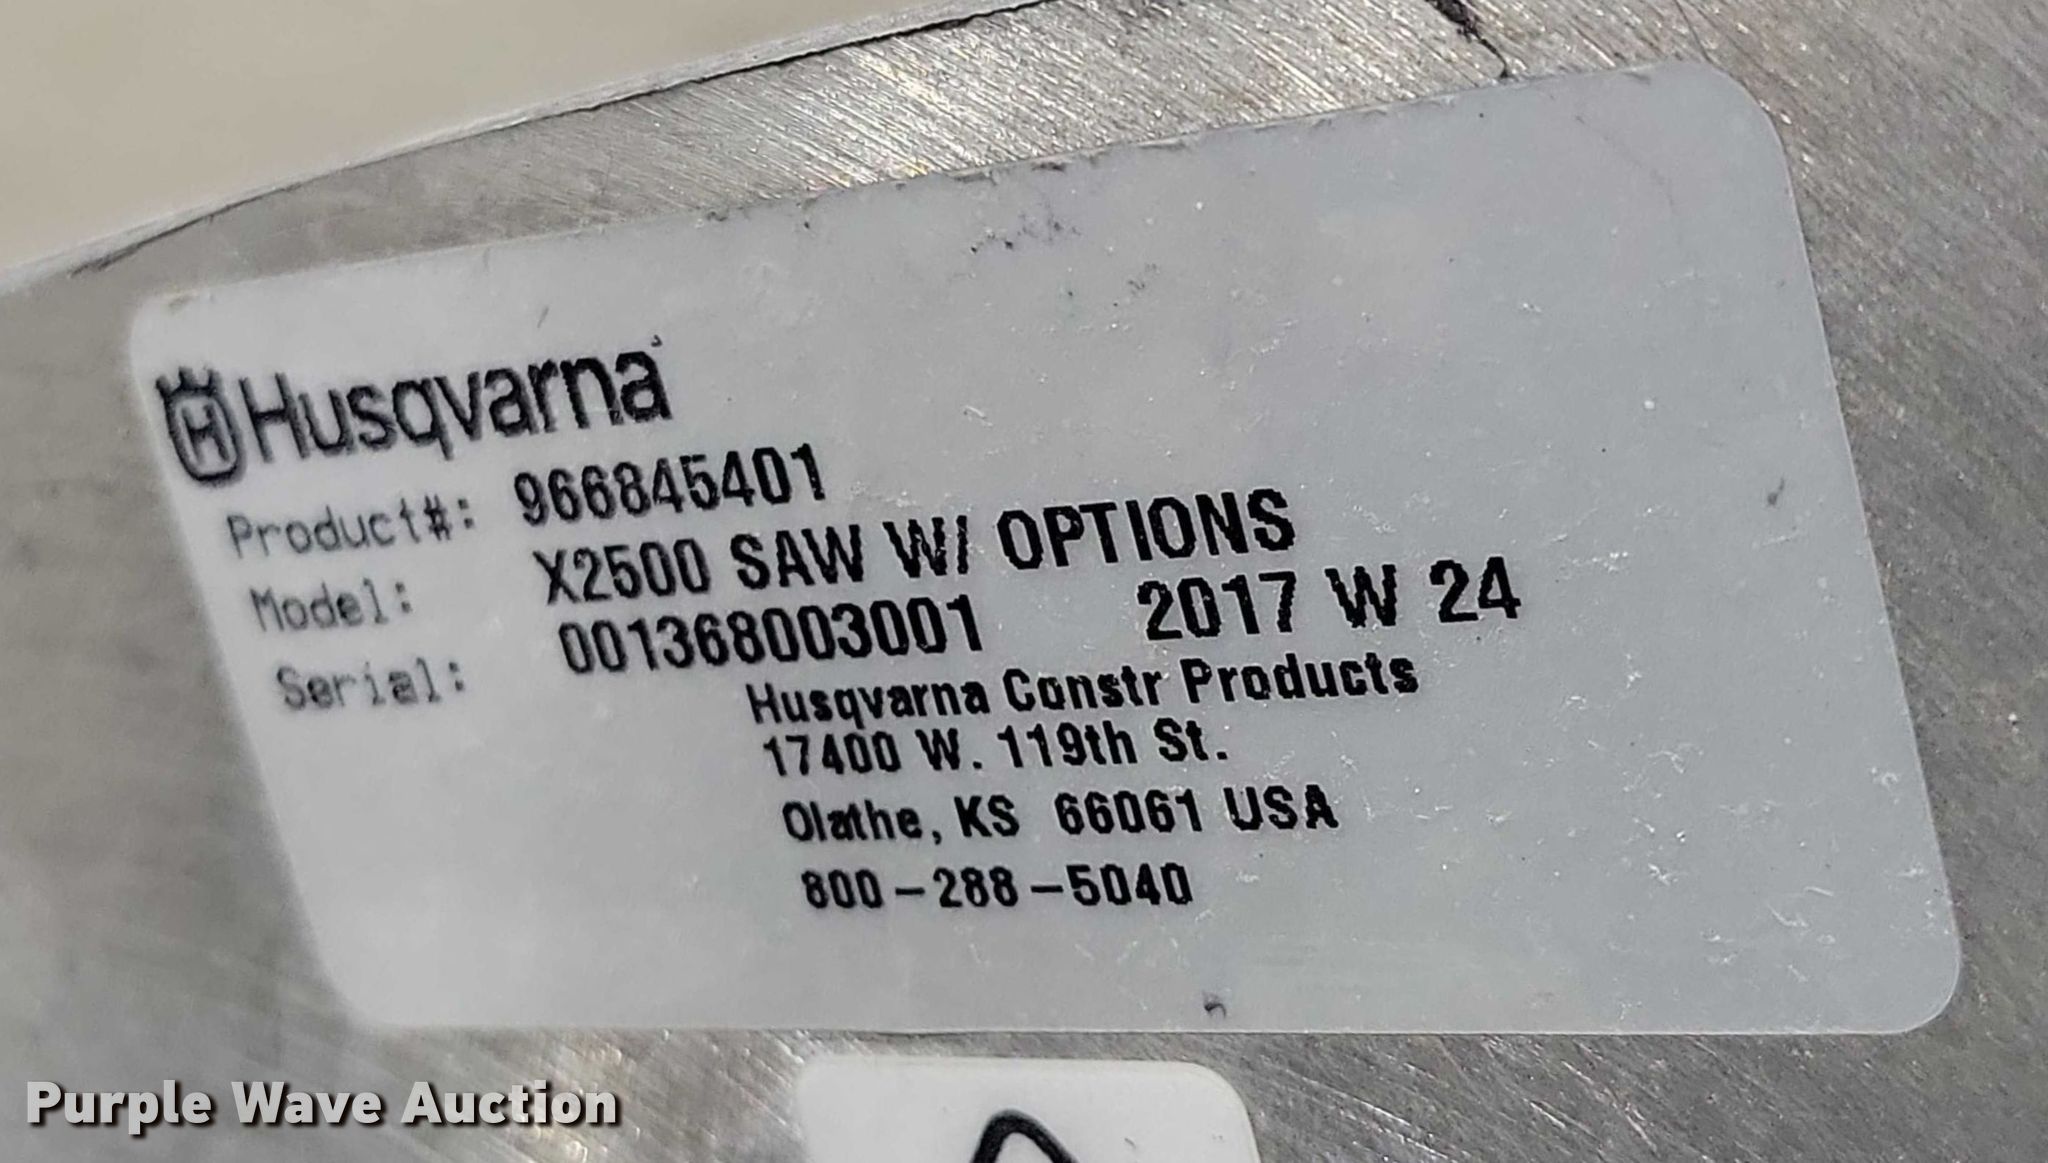 Husqvarna
Product#: 966845401
Model: X2500 SAW W/ OPTIONS
Serial: 001368003001 2017 W 24
Husqvarna Constr Products
17400 W. 119th St.
Olathe, KS 66061 USA
800-288-5040
Purple Wave Auction